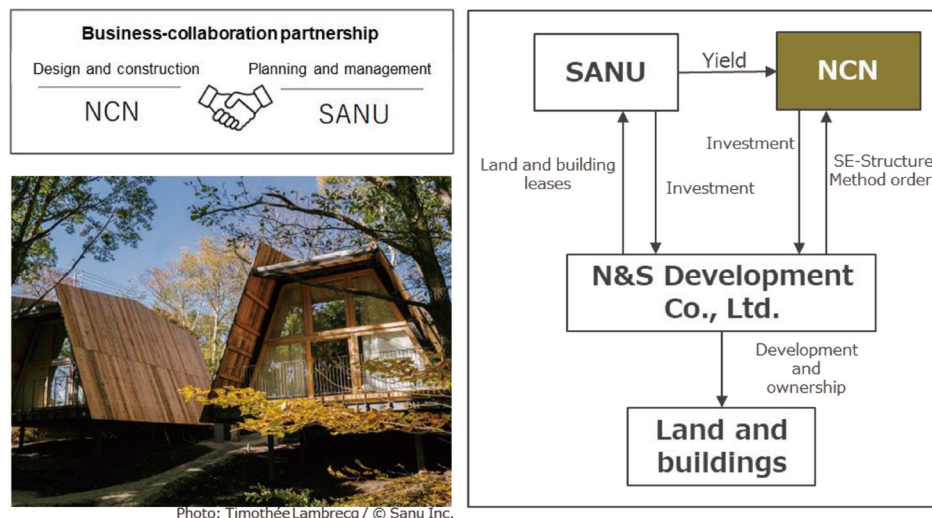 Business-collaboration partnership
Design and construction
Planning and management
NCN
SANU
Photo: Timothée Lambrecq / © Sanu Inc.
SANU
Yield
NCN
Land and building
leases
Investment
Investment
SE-Structure
Method order
N&S Development
Co., Ltd.
Development
and
ownership
Land and
buildings